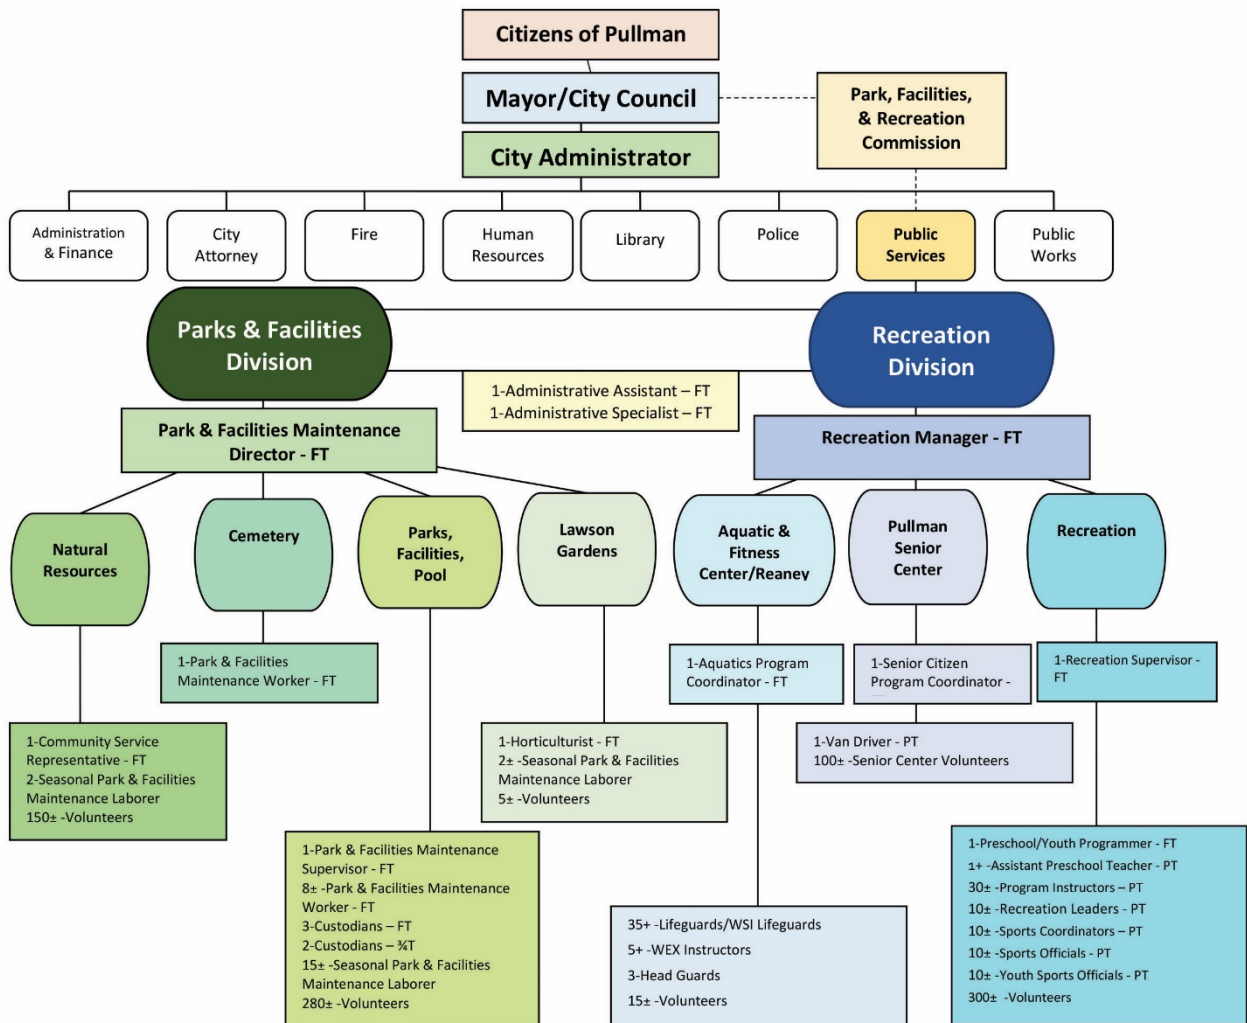 Citizens of Pullman
Mayor/City Council
Park, Facilities,
& Recreation
Commission
City Administrator
Administration
& Finance
City
Attorney
Fire
Human
Resources
Library
Police
Public
Services
Public
Works
Parks & Facilities
Division
Recreation
Division
1-Administrative Assistant – FT
1-Administrative Specialist – FT
Park & Facilities Maintenance
Director - FT
Recreation Manager - FT
Natural
Resources
Cemetery
Parks,
Facilities,
Pool
Lawson
Gardens
Aquatic &
Fitness
Center/Reaney
Pullman
Senior
Center
Recreation
1-Park & Facilities
Maintenance Worker - FT
1-Aquatics Program
Coordinator - FT
1-Senior Citizen
Program Coordinator -
1-Recreation Supervisor -
FT
1-Community Service
Representative - FT
2-Seasonal Park & Facilities
Maintenance Laborer
150± -Volunteers
1-Horticulturist - FT
2± -Seasonal Park & Facilities
Maintenance Laborer
5± -Volunteers
1-Van Driver - PT
100± -Senior Center Volunteers
1-Park & Facilities Maintenance
Supervisor - FT
8± -Park & Facilities Maintenance
Worker - FT
3-Custodians – FT
2-Custodians – ¾T
15± -Seasonal Park & Facilities
Maintenance Laborer
280± -Volunteers
35+ -Lifeguards/WSI Lifeguards
5+ -WEX Instructors
3-Head Guards
15± -Volunteers
1-Preschool/Youth Programmer - FT
1+ -Assistant Preschool Teacher - PT
30± -Program Instructors – PT
10± -Recreation Leaders - PT
10± -Sports Coordinators – PT
10± -Sports Officials - PT
10± -Youth Sports Officials - PT
300± -Volunteers